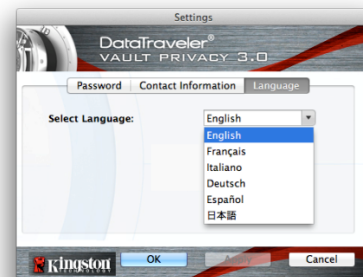 Settings
DataTraveler®
VAULT PRIVACY 3.0
Password Contact Information Language
Select Language: English
English
Français
Italiano
Deutsch
Español
日本語
Kingston
TECHNOLOGY
OK Cancel